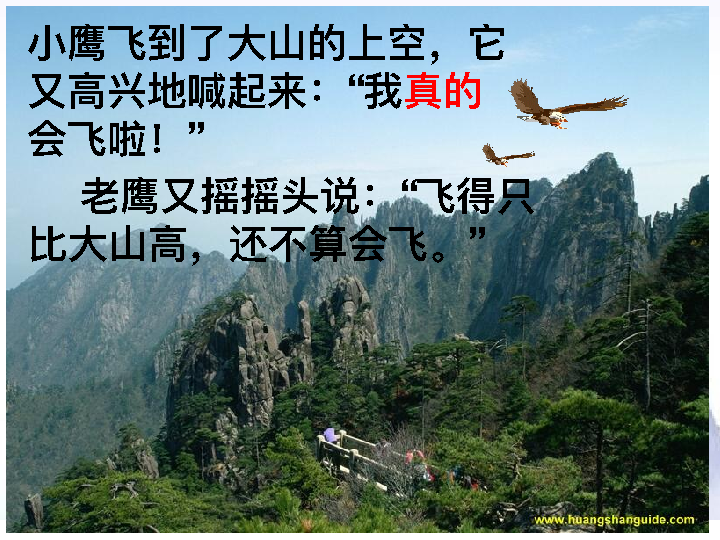 小鹰飞到了大山的上空，它
又高兴地喊起来：“我真的
会飞啦！”
老鹰又摇摇头说：“飞得只
比大山高，还不算会飞。”
www.huangshanguide.com